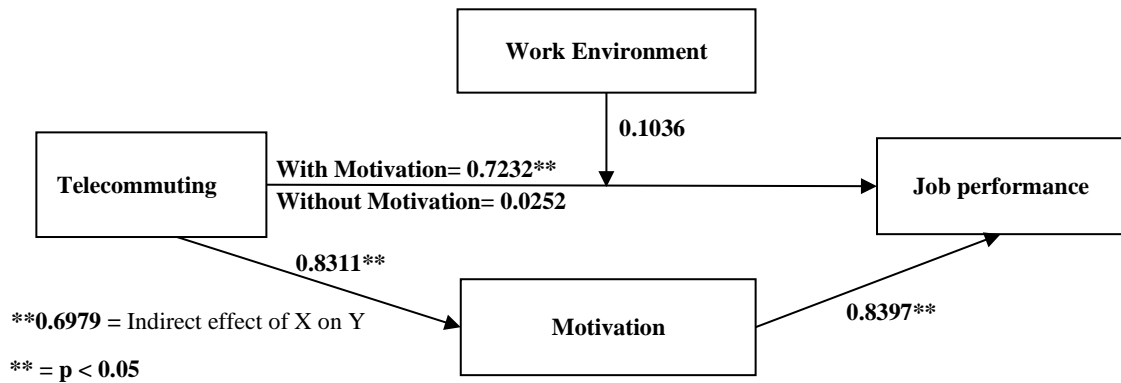 Work Environment
0.1036
With Motivation= 0.7232**
Telecommuting
Without Motivation= 0.0252
Job performance
0.8311**
**0.6979 = Indirect effect of X on Y
Motivation
0.8397**
** = p < 0.05